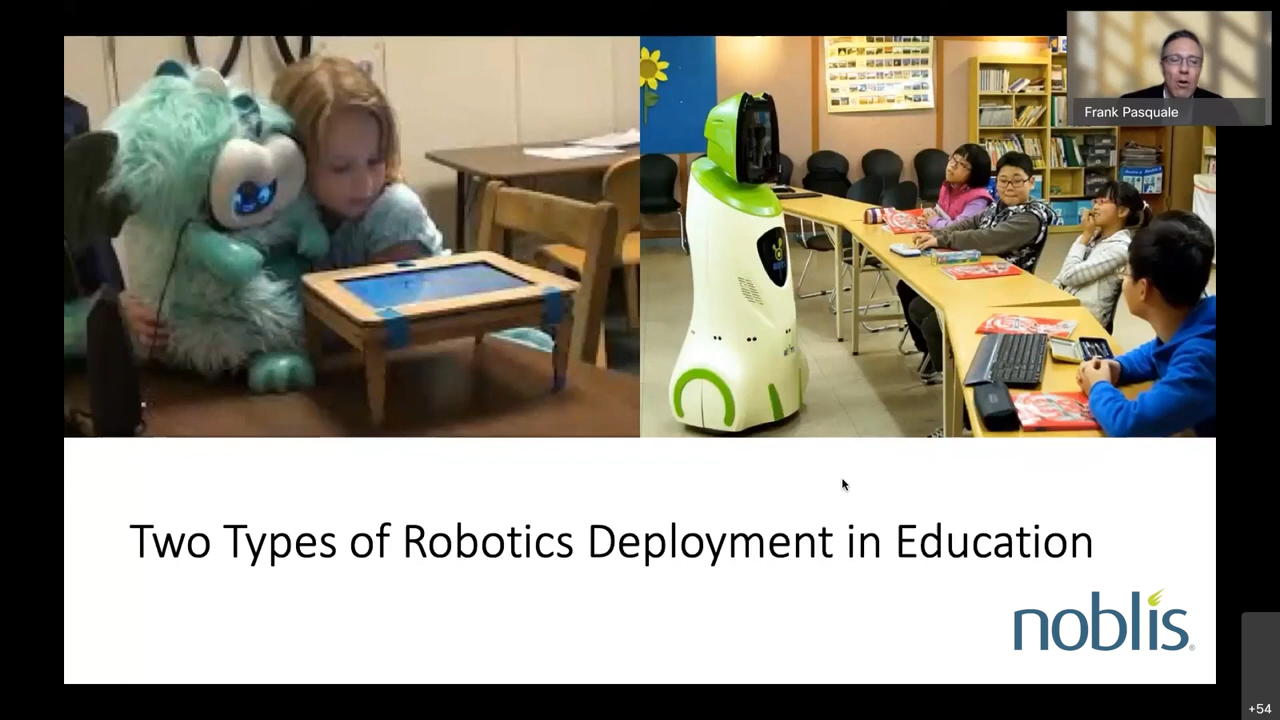 Frank Pasquale
Two Types of Robotics Deployment in Education
noblis®
+54